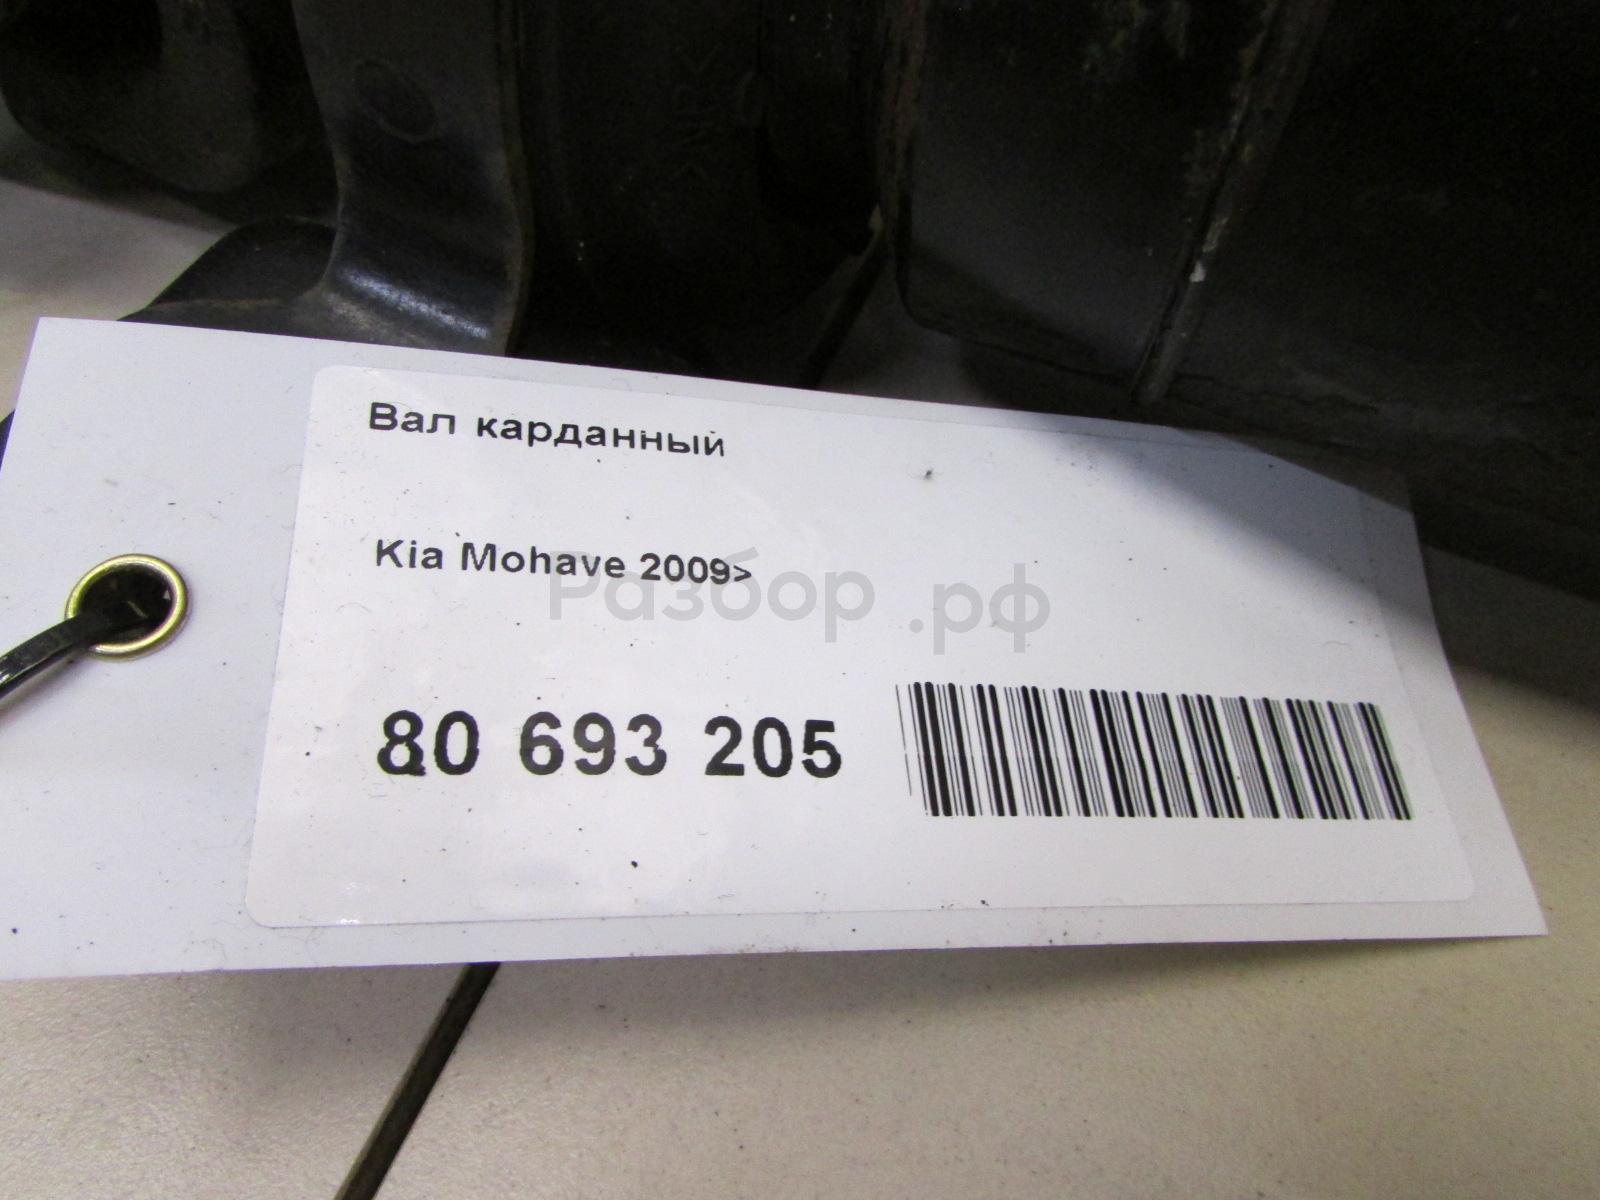 Вал карданный
Kia Mohave 2009>
Разбор.рф
80 693 205